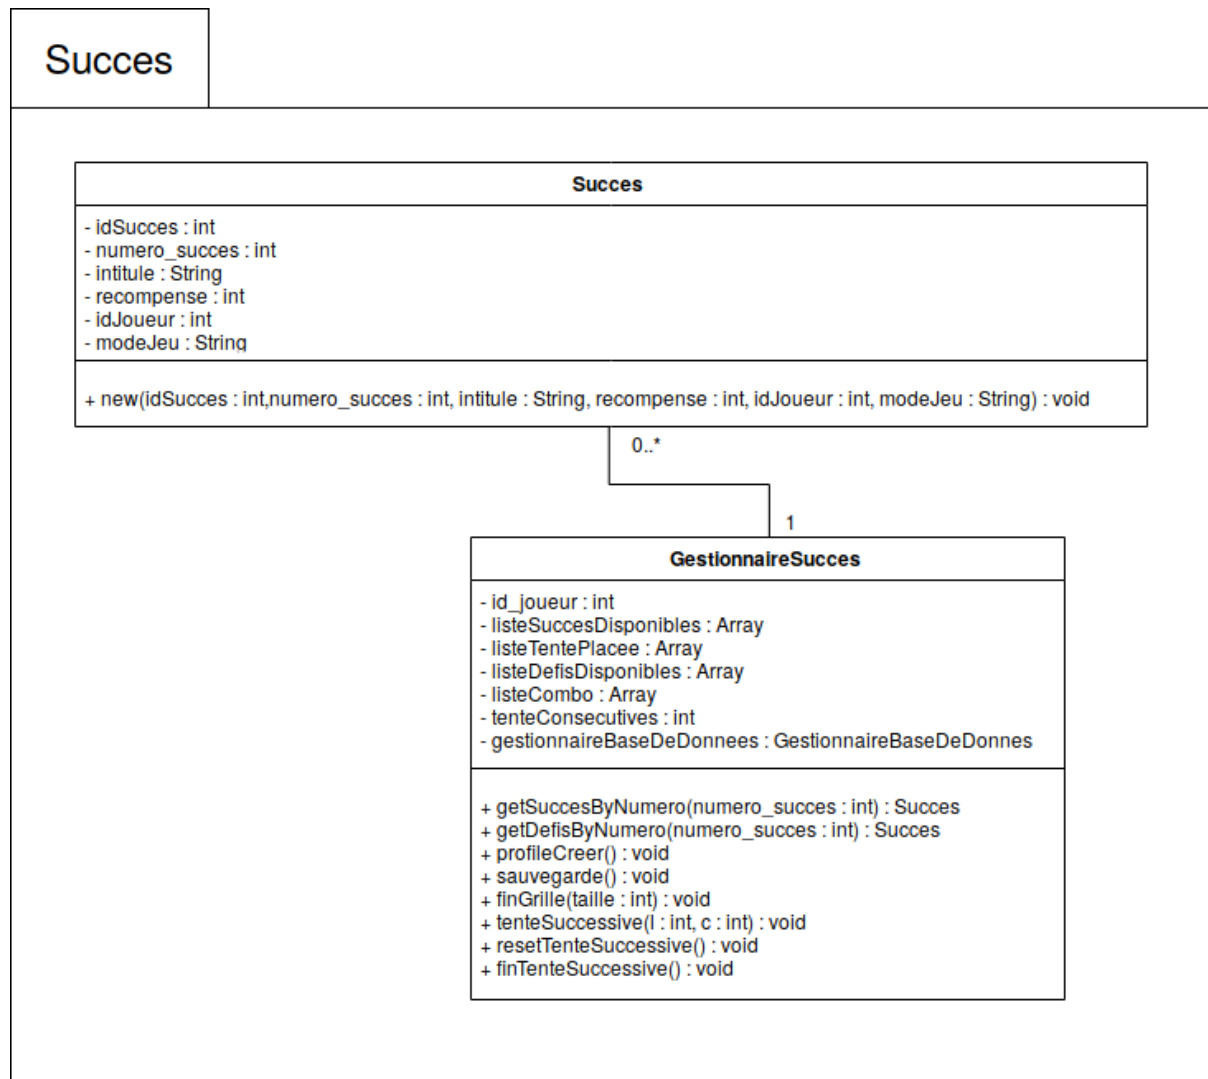 Succes
Succes
- idSucces : int
- numero_succes : int
- intitule : String
- recompense : int
- idJoueur : int
- modeJeu : String
+ new(idSucces : int,numero_succes : int, intitule : String, recompense : int, idJoueur : int, modeJeu : String) : void
0..*
1
GestionnaireSucces
- id_joueur : int
- listeSuccesDisponibles : Array
- listeTentePlacee : Array
- listeDefisDisponibles : Array
- listeCombo : Array
- tenteConsecutives : int
- gestionnaireBaseDeDonnees : GestionnaireBaseDeDonnes
+ getSuccesByNumero(numero_succes : int) : Succes
+ getDefisByNumero(numero_succes : int) : Succes
+ profileCreer() : void
+ sauvegarde() : void
+ finGrille(taille : int) : void
+ tenteSuccessive(l : int, c : int) : void
+ resetTenteSuccessive() : void
+ finTenteSuccessive() : void